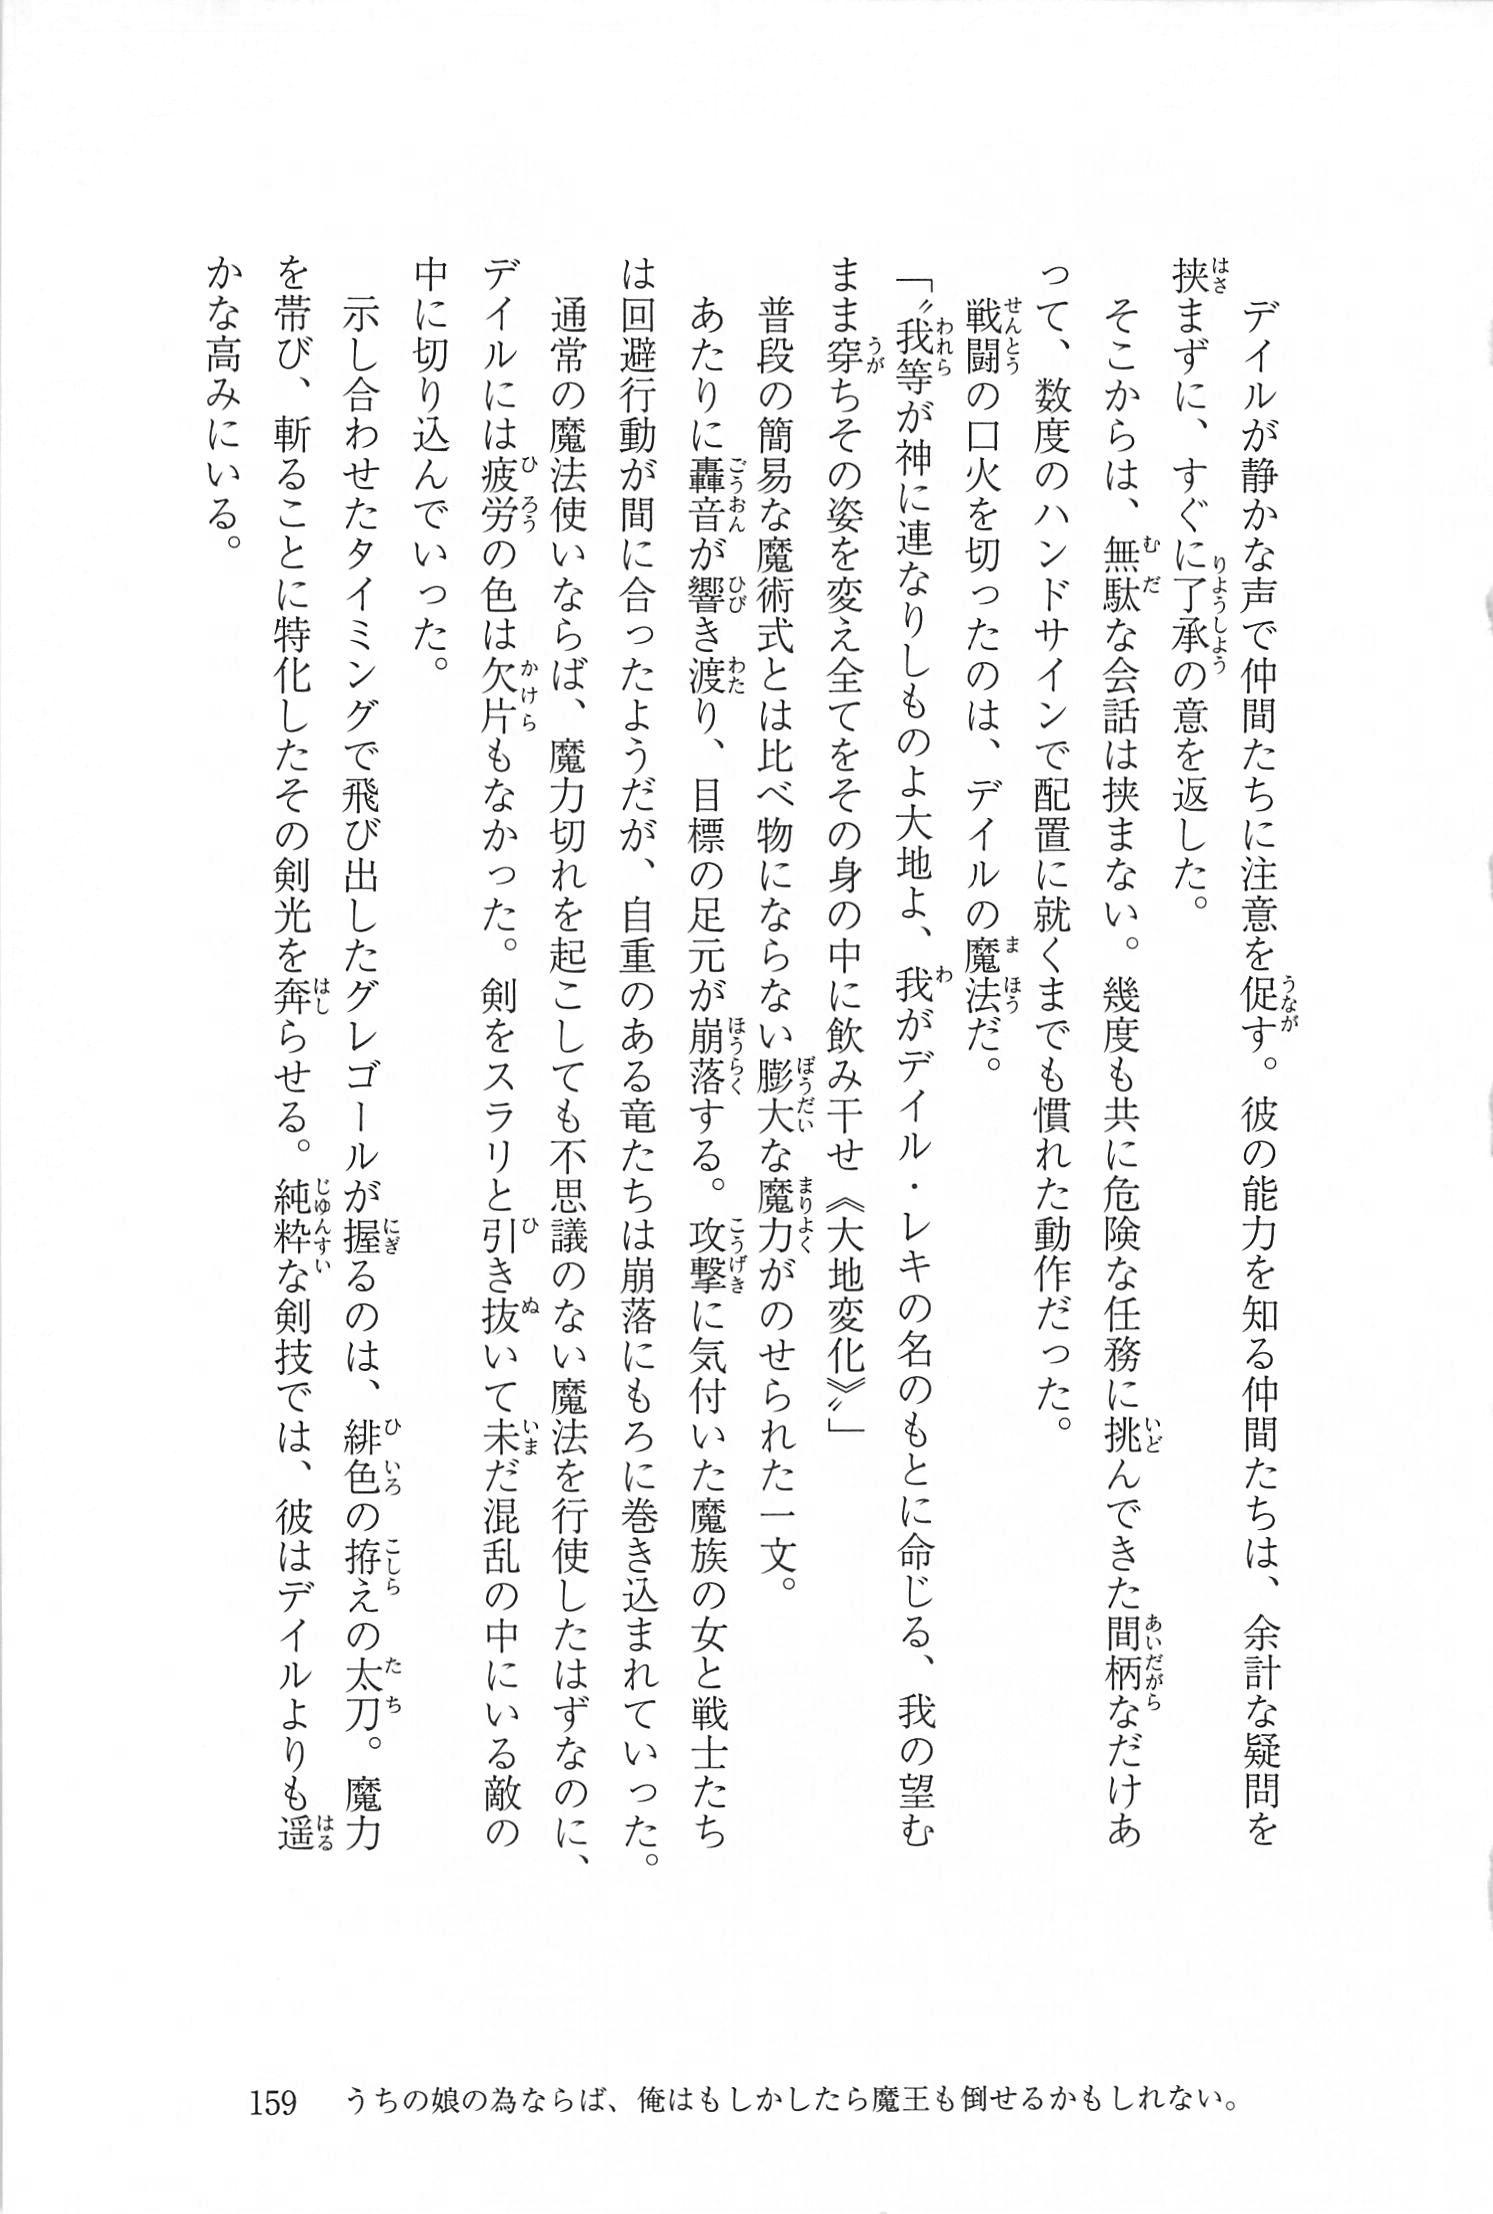 デイルが静かな声で仲間たちに注意を促す。彼の能力を知る仲間たちは、余計な疑問を
挟まずに、すぐに了承の意を返した。
そこからは、無駄な会話は挟まない。幾度も共に危険な任務に挑んできた間柄なだけあ
って、数度のハンドサインで配置に就くまでも慣れた動作だった。
戦闘の口火を切ったのは、デイルの魔法だ。
「〝我等が神に連なりしものよ大地よ、我がデイル・レキの名のもとに命じる、我の望む
まま穿ちその姿を変え全てをその身の中に飲み干せ《大地変化》〟」
普段の簡易な魔術式とは比べ物にならない膨大な魔力がのせられた一文。
あたりに轟音が響き渡り、目標の足元が崩落する。攻撃に気付いた魔族の女と戦士たち
は回避行動が間に合ったようだが、自重のある竜たちは崩落にもろに巻き込まれていった。
通常の魔法使いならば、魔力切れを起こしても不思議のない魔法を行使したはずなのに、
デイルには疲労の色は欠片もなかった。剣をスラリと引き抜いて未だ混乱の中にいる敵の
中に切り込んでいった。
示し合わせたタイミングで飛び出したグレゴールが握るのは、緋色の拵えの太刀。魔力
を帯び、斬ることに特化したその剣光を奔らせる。純粋な剣技では、彼はデイルよりも遥
かな高みにいる。
159 うちの娘の為ならば、俺はもしかしたら魔王も倒せるかもしれない。